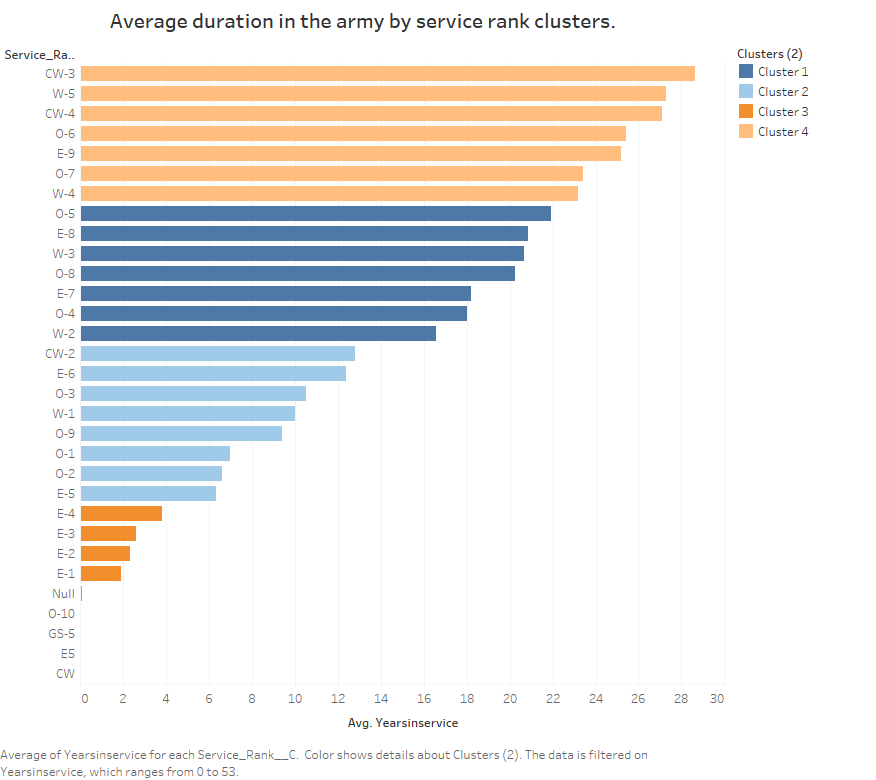 Average duration in the army by service rank clusters.
Service_Ra..
Clusters (2)
CW-3
W-5
CW-4
O-6
E-9
O-7
W-4
O-5
E-8
W-3
O-8
E-7
O-4
W-2
CW-2
E-6
O-3
W-1
O-9
O-1
O-2
E-5
E-4
E-3
E-2
E-1
Null
O-10
GS-5
E5
CW
Cluster 1
Cluster 2
Cluster 3
Cluster 4
0 2 4 6 8 10 12 14 16 18 20 22 24 26 28 30
Avg. Yearsinservice
Average of Yearsinservice for each Service_Rank__C. Color shows details about Clusters (2). The data is filtered on
Yearsinservice, which ranges from 0 to 53.